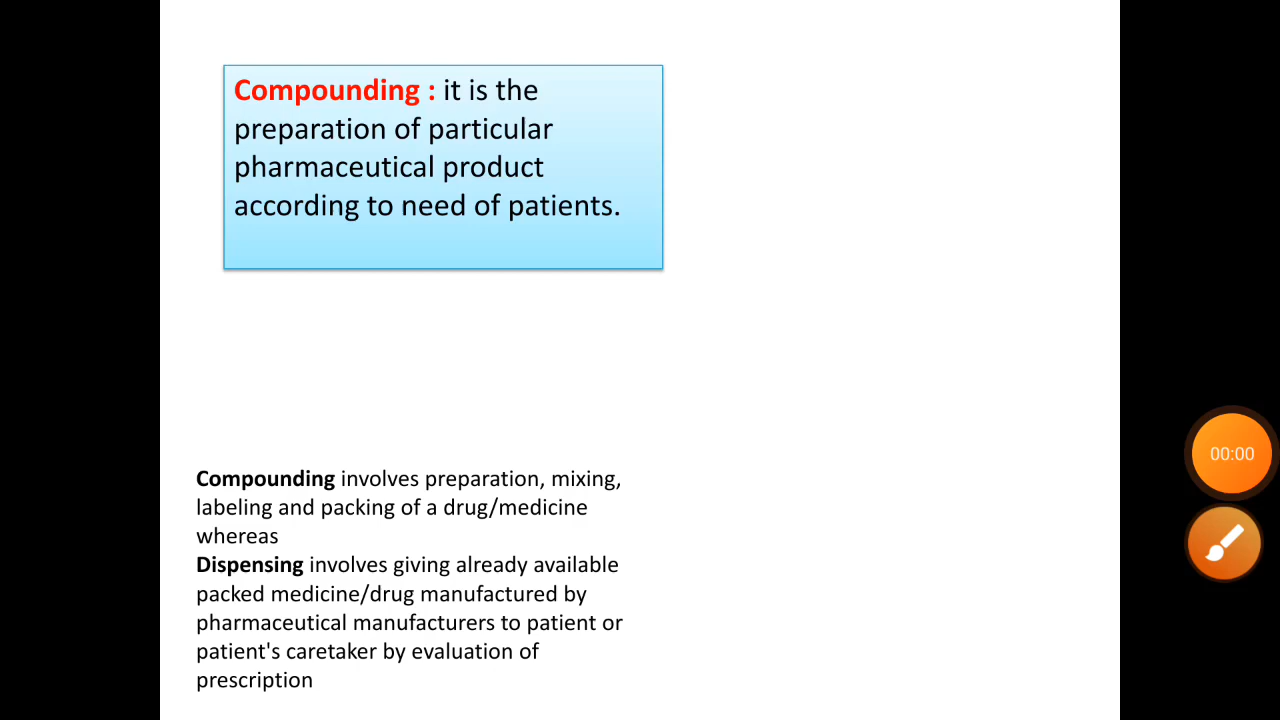 Compounding : it is the
preparation of particular
pharmaceutical product
according to need of patients.
Compounding involves preparation, mixing,
labeling and packing of a drug/medicine
whereas
Dispensing involves giving already available
packed medicine/drug manufactured by
pharmaceutical manufacturers to patient or
patient's caretaker by evaluation of
prescription
00:00